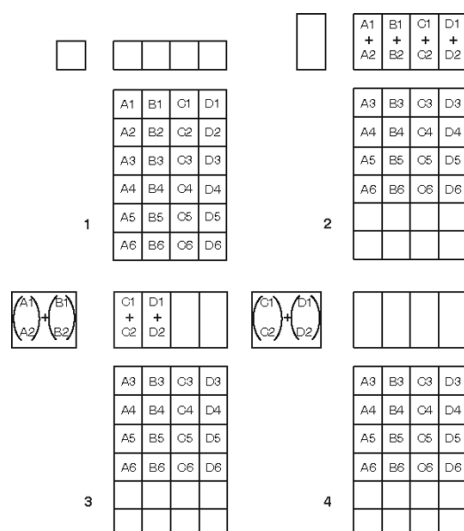 A1 B1 C1 D1
+ + + +
A2 B2 C2 D2
A1 B1 C1 D1
A2 B2 C2 D2
A3 B3 C3 D3
A4 B4 C4 D4
A5 B5 C5 D5
A6 B6 C6 D6
1
A3 B3 C3 D3
A4 B4 C4 D4
A5 B5 C5 D5
A6 B6 C6 D6
2
(A1 A2) + (B1 B2)
C1 D1
+ +
C2 D2
A3 B3 C3 D3
A4 B4 C4 D4
A5 B5 C5 D5
A6 B6 C6 D6
3
(C1 C2) + (D1 D2)
A3 B3 C3 D3
A4 B4 C4 D4
A5 B5 C5 D5
A6 B6 C6 D6
4